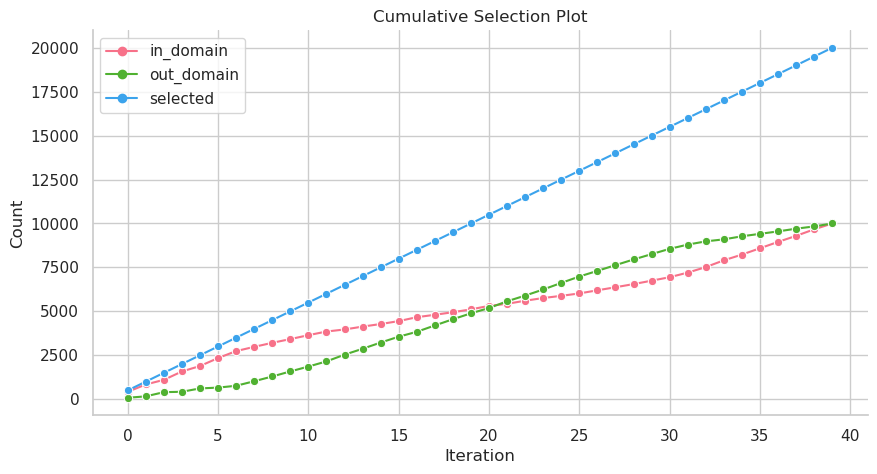 Cumulative Selection Plot
in_domain
out_domain
selected
20000
17500
15000
12500
10000
7500
5000
2500
0
Count
0 5 10 15 20 25 30 35 40
Iteration